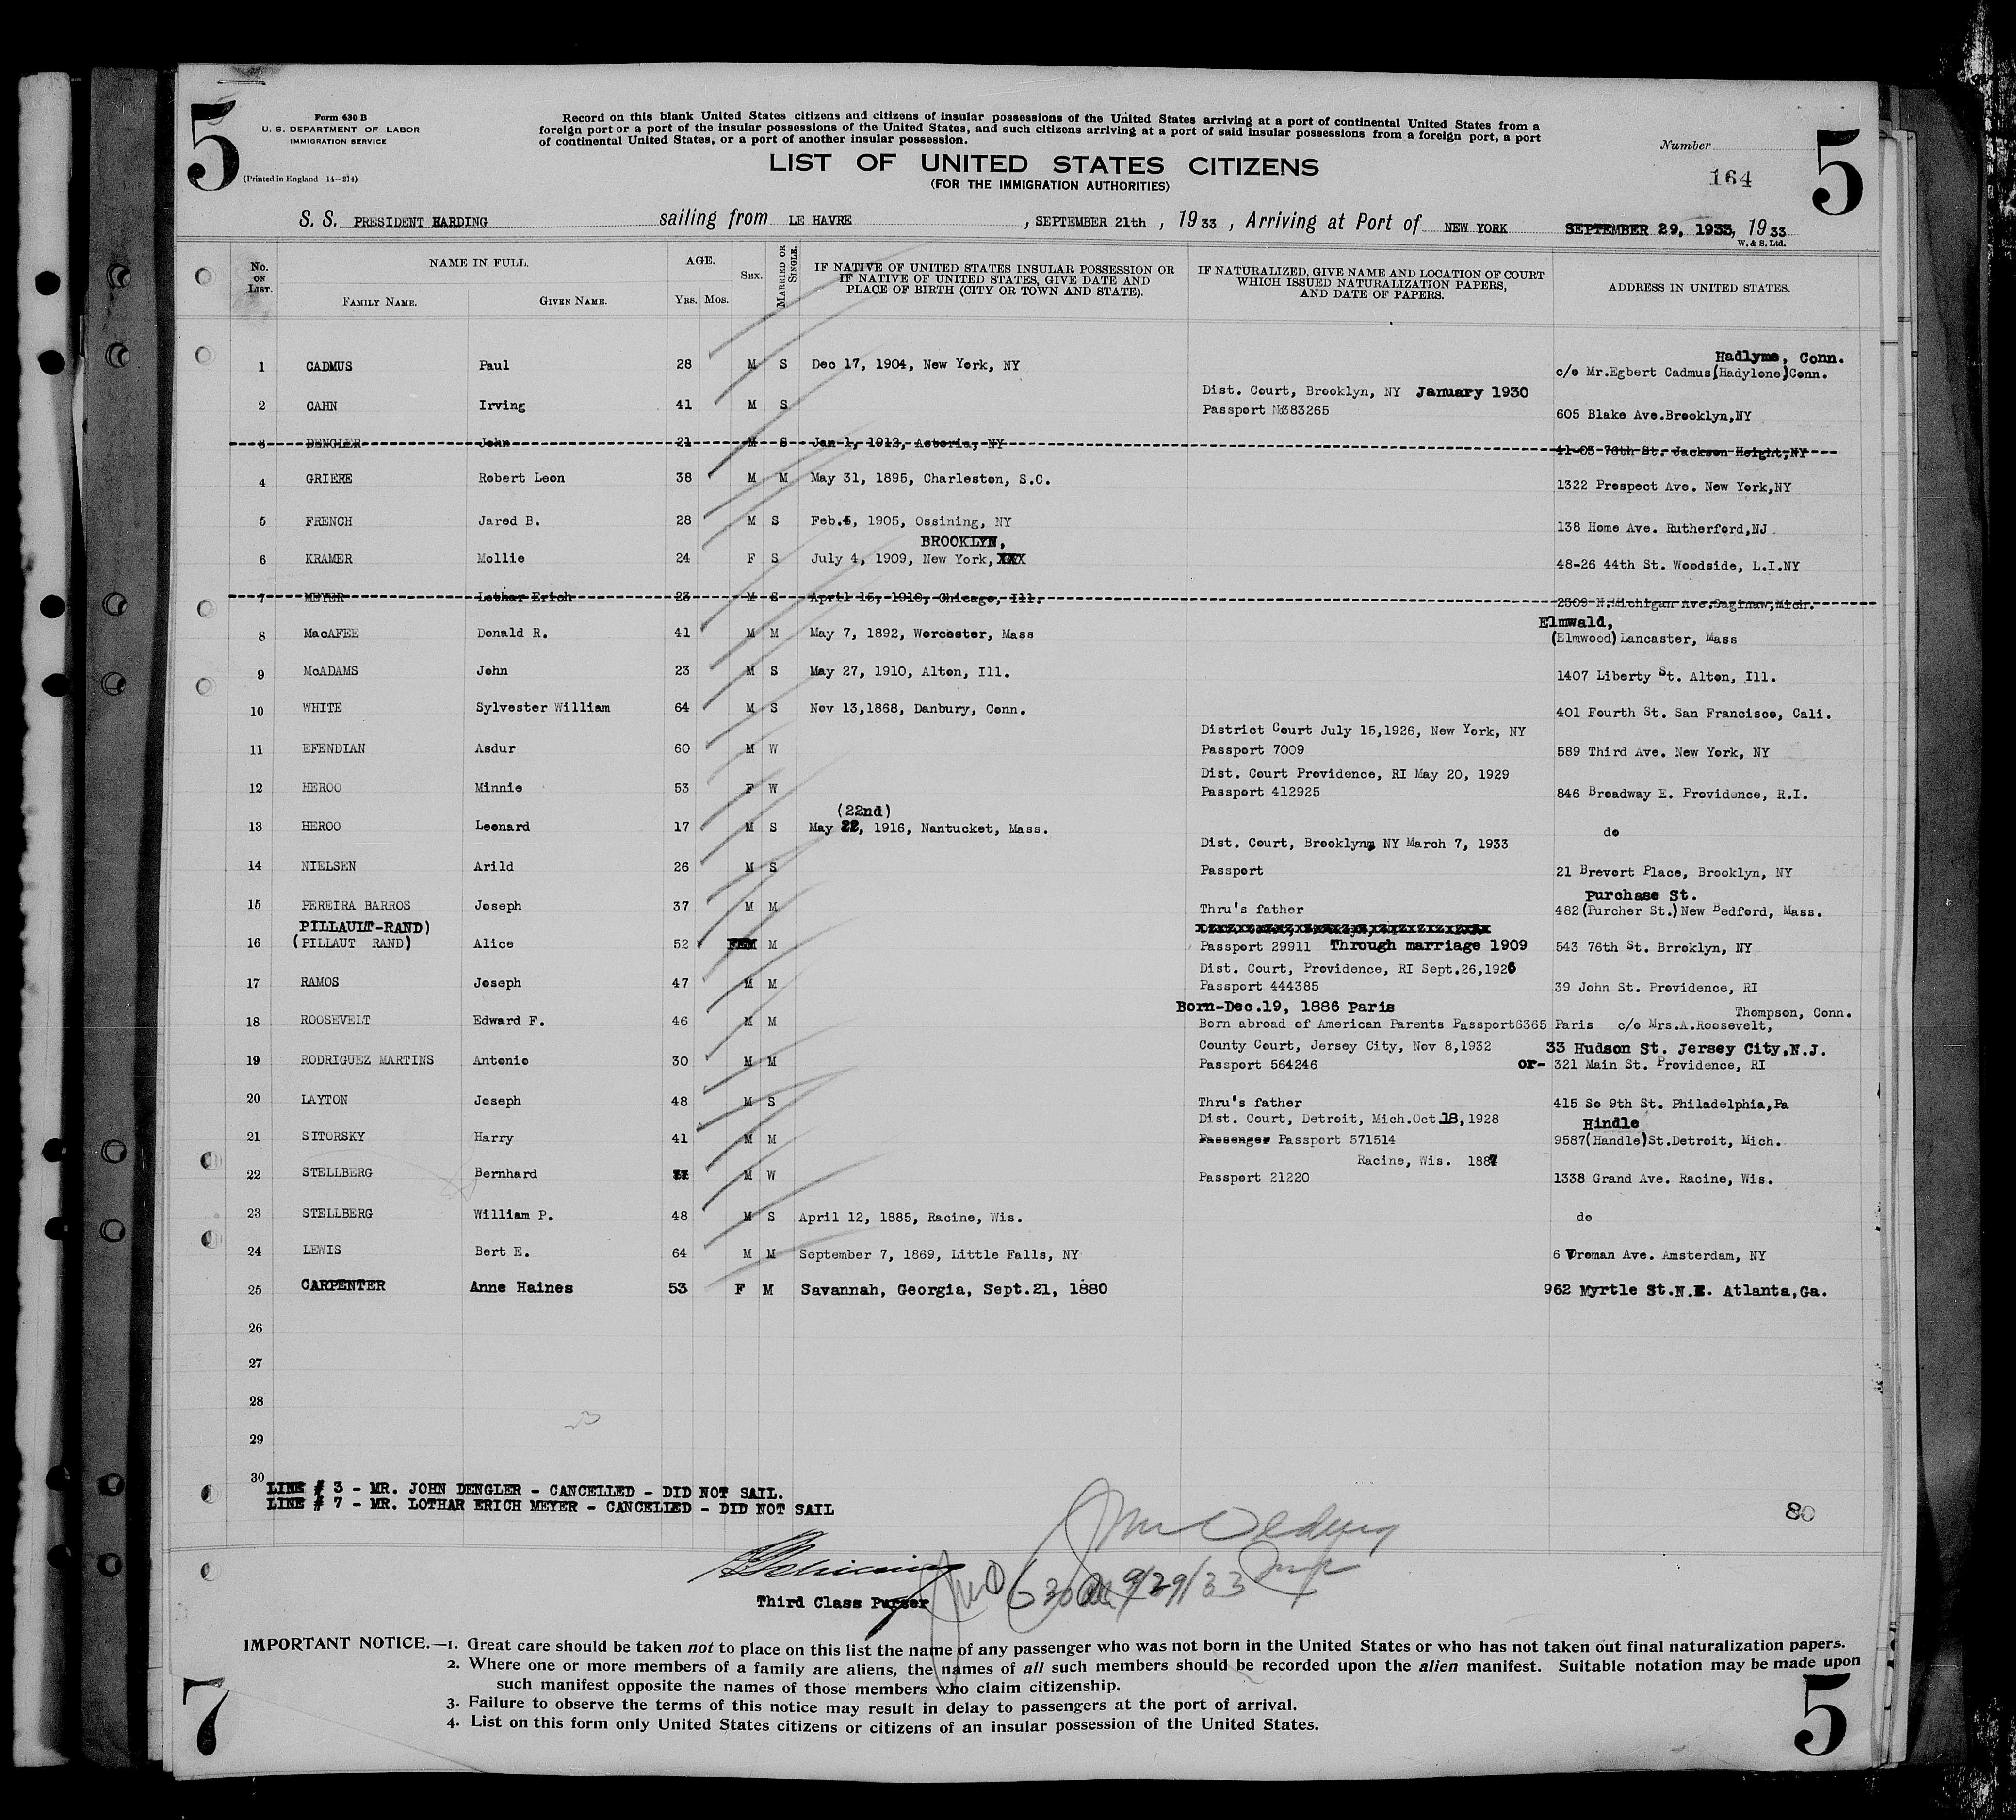 5
Form 630 B
U. S. DEPARTMENT OF LABOR
IMMIGRATION SERVICE
(Printed in England 14-214)
Record on this blank United States citizens and citizens of insular possessions of the United States arriving at a port of continental United States from a
foreign port or a port of the insular possessions of the United States, and such citizens arriving at a port of said insular possessions from a foreign port, a port
of continental United States, or a port of another insular possession.
LIST OF UNITED STATES CITIZENS
(FOR THE IMMIGRATION AUTHORITIES)
Number
164
5
S. S. PRESIDENT HARDING sailing from LE HAVRE , SEPTEMBER 21th , 1933 , Arriving at Port of NEW YORK SEPTEMBER 29, 1933, 1933
W. & S. Ltd.
No. ON LIST. NAME IN FULL. AGE. SEX. MARRIED OR SINGLE. IF NATIVE OF UNITED STATES INSULAR POSSESSION OR IF NATIVE OF UNITED STATES, GIVE DATE AND PLACE OF BIRTH (CITY OR TOWN AND STATE). IF NATURALIZED, GIVE NAME AND LOCATION OF COURT WHICH ISSUED NATURALIZATION PAPERS, AND DATE OF PAPERS. ADDRESS IN UNITED STATES.
FAMILY NAME. GIVEN NAME. YRS. MOS.
Hadlyme, Conn.
1 CADMUS Paul 28 M S Dec 17, 1904, New York, NY c/o Mr.Egbert Cadmus(Hadylone)Conn.
Dist. Court, Brooklyn, NY January 1930
2 CAHN Irving 41 M S Passport №383265 605 Blake Ave.Brooklyn,NY
3 DENGLER John 21 M S Jan 1, 1912, Astoria, NY 41-03 76th St. Jackson Height,NY
4 GRIERE Robert Leon 38 M M May 31, 1895, Charleston, S.C. 1322 Prospect Ave. New York,NY
5 FRENCH Jared B. 28 M S Feb. , 1905, Ossining, NY 138 Home Ave. Rutherford,NJ
BROOKLYN,
6 KRAMER Mollie 24 F S July 4, 1909, New York,XXX 48-26 44th St. Woodside, L.I.NY
7 MEYER Lothar Erich 23 M S April 15, 1910, Chicago, Ill. 2309 N.Michigan Ave.Saginaw,Mich.
Elmwald,
8 MacAFEE Donald R. 41 M M May 7, 1892, Worcester, Mass (Elmwood)Lancaster, Mass
9 McADAMS John 23 M S May 27, 1910, Alton, Ill. 1407 Liberty St. Alton, Ill.
10 WHITE Sylvester William 64 M S Nov 13,1868, Danbury, Conn. 401 Fourth St. San Francisco, Cali.
District Court July 15,1926, New York, NY
11 EFENDIAN Asdur 60 M W Passport 7009 589 Third Ave. New York, NY
Dist. Court Providence, RI May 20, 1929
12 HEROO Minnie 53 F W Passport 412925 846 Broadway E. Providence, R.I.
(22nd)
13 HEROO Leonard 17 M S May 22, 1916, Nantucket, Mass. do
Dist. Court, Brooklyn, NY March 7, 1933
14 NIELSEN Arild 26 M S Passport 21 Brevort Place, Brooklyn, NY
Purchase St.
15 PEREIRA BARROS Joseph 37 M M Thru's father 482(Purcher St.)New Bedford, Mass.
PILLAULT-RAND)
16 (PILLAUT RAND) Alice 52 M Passport 29911 Through marriage 1909 543 76th St. Brroklyn, NY
Dist. Court, Providence, RI Sept.26,1926
17 RAMOS Joseph 47 M M Passport 444385 39 John St. Providence, RI
Born-Dec.19, 1886 Paris Thompson, Conn.
18 ROOSEVELT Edward F. 46 M M Born abroad of American Parents Passport6365 Paris c/o Mrs.A.Roosevelt,
County Court, Jersey City, Nov 8,1932 33 Hudson St. Jersey City,N.J.
19 RODRIGUEZ MARTINS Antonio 30 M M Passport 564246 or- 321 Main St. Providence, RI
20 LAYTON Joseph 48 M S Thru's father 415 So 9th St. Philadelphia,Pa
Dist. Court, Detroit, Mich.Oct.18,1928 Hindle
21 SITORSKY Harry 41 M M Passenger Passport 571514 9587(Handle)St.Detroit, Mich.
Racine, Wis. 1887
22 STELLBERG Bernhard M W Passport 21220 1338 Grand Ave. Racine, Wis.
23 STELLBERG William P. 48 M S April 12, 1885, Racine, Wis. do
24 LEWIS Bert E. 64 M M September 7, 1869, Little Falls, NY 6 Vroman Ave. Amsterdam, NY
25 CARPENTER Anne Haines 53 F M Savannah, Georgia, Sept.21, 1880 962 Myrtle St.N.E. Atlanta,Ga.
26
27
28
29
30
LINE # 3 - MR. JOHN DENGLER - CANCELLED - DID NOT SAIL.
LINE # 7 - MR. LOTHAR ERICH MEYER - CANCELLED - DID NOT SAIL
80
9/29/33
Third Class Purser
IMPORTANT NOTICE.—1. Great care should be taken not to place on this list the name of any passenger who was not born in the United States or who has not taken out final naturalization papers.
2. Where one or more members of a family are aliens, the names of all such members should be recorded upon the alien manifest. Suitable notation may be made upon
such manifest opposite the names of those members who claim citizenship.
3. Failure to observe the terms of this notice may result in delay to passengers at the port of arrival.
4. List on this form only United States citizens or citizens of an insular possession of the United States.
7
5